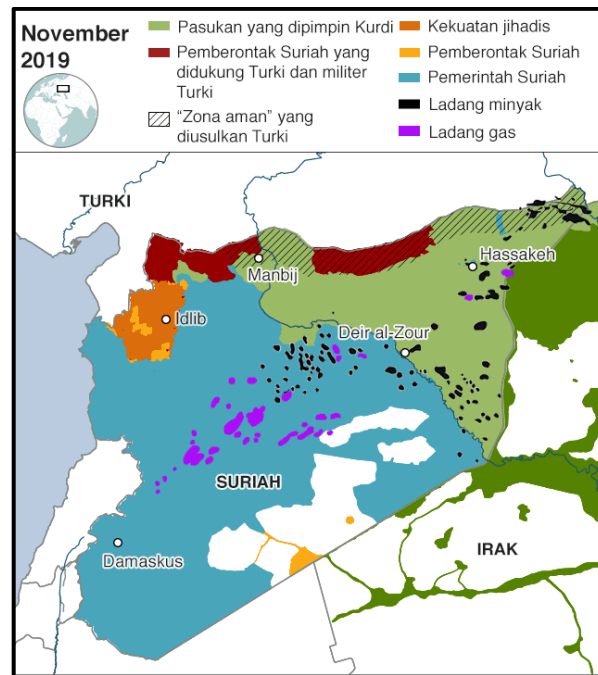 November
2019
Pasukan yang dipimpin Kurdi
Pemberontak Suriah yang
didukung Turki dan militer
Turki
“Zona aman” yang
diusulkan Turki
Kekuatan jihadis
Pemberontak Suriah
Pemerintah Suriah
Ladang minyak
Ladang gas
TURKI
Manbij
Hassakeh
Idlib
Deir al-Zour
SURIAH
Damaskus
IRAK